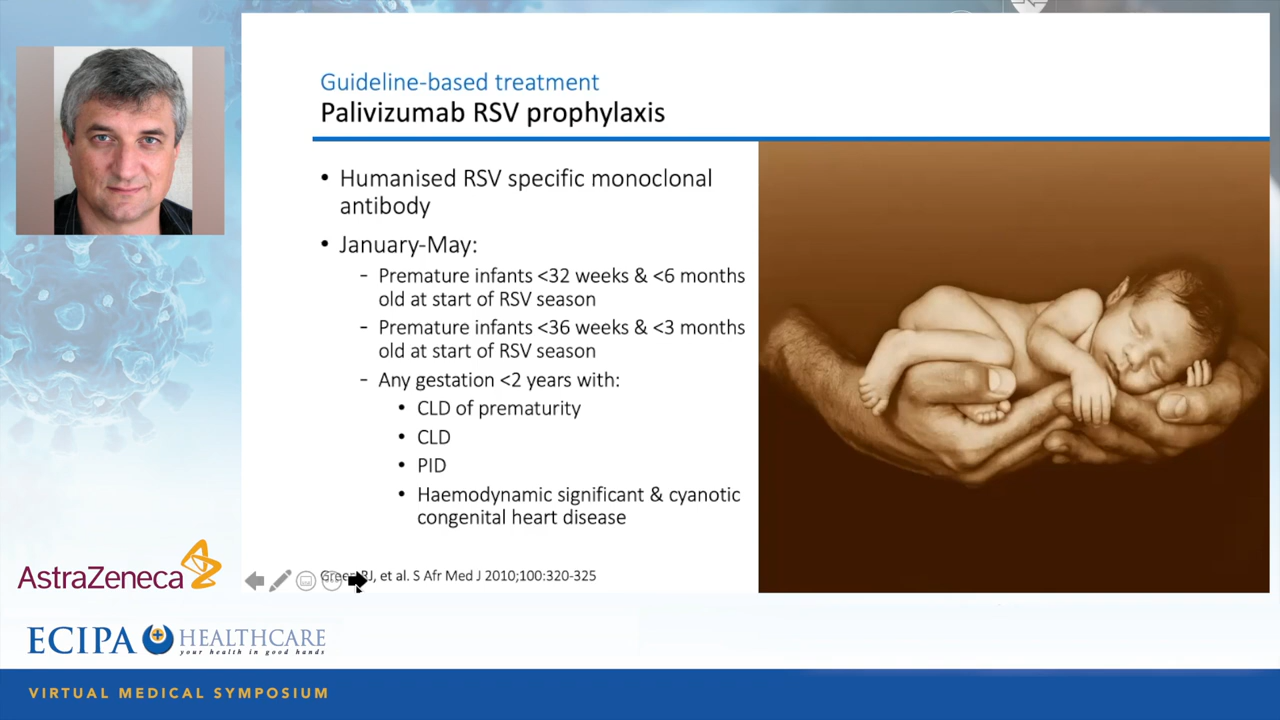 Guideline-based treatment
Palivizumab RSV prophylaxis
• Humanised RSV specific monoclonal
antibody
• January-May:
– Premature infants <32 weeks & <6 months
old at start of RSV season
– Premature infants <36 weeks & <3 months
old at start of RSV season
– Any gestation <2 years with:
• CLD of prematurity
• CLD
• PID
• Haemodynamic significant & cyanotic
congenital heart disease
Green RJ, et al. S Afr Med J 2010;100:320-325
AstraZeneca
ECIPA HEALTHCARE
your health in good hands
VIRTUAL MEDICAL SYMPOSIUM